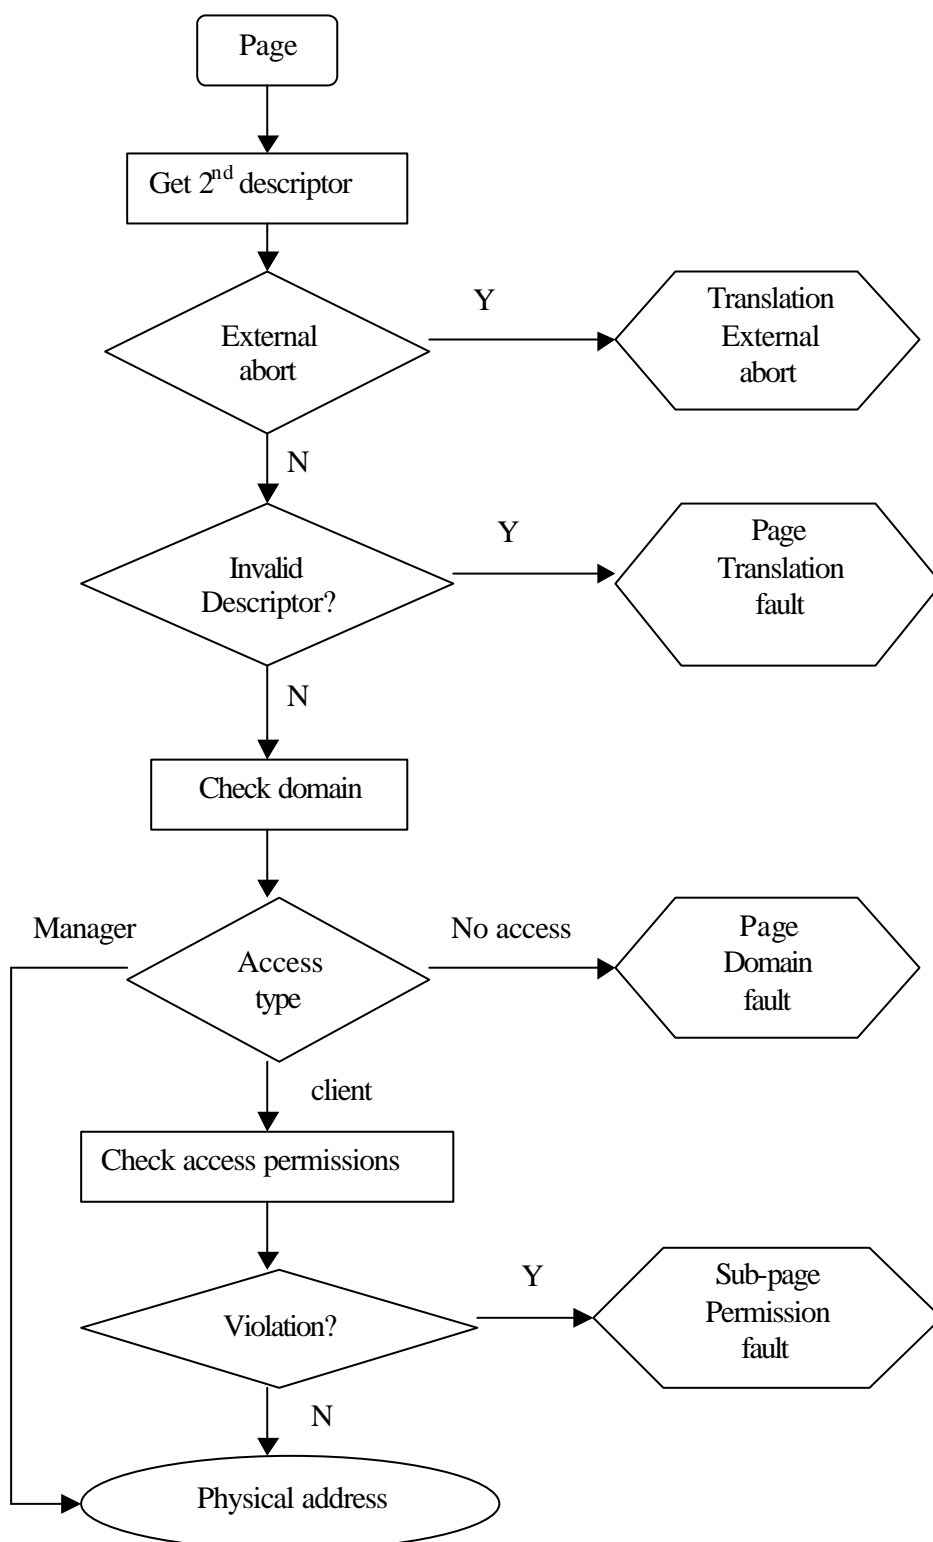 Page
Get 2nd descriptor
External
abort
Y
Translation
External
abort
N
Invalid
Descriptor?
Y
Page
Translation
fault
N
Check domain
Manager
Access
type
No access
Page
Domain
fault
client
Check access permissions
Violation?
Y
Sub-page
Permission
fault
N
Physical address